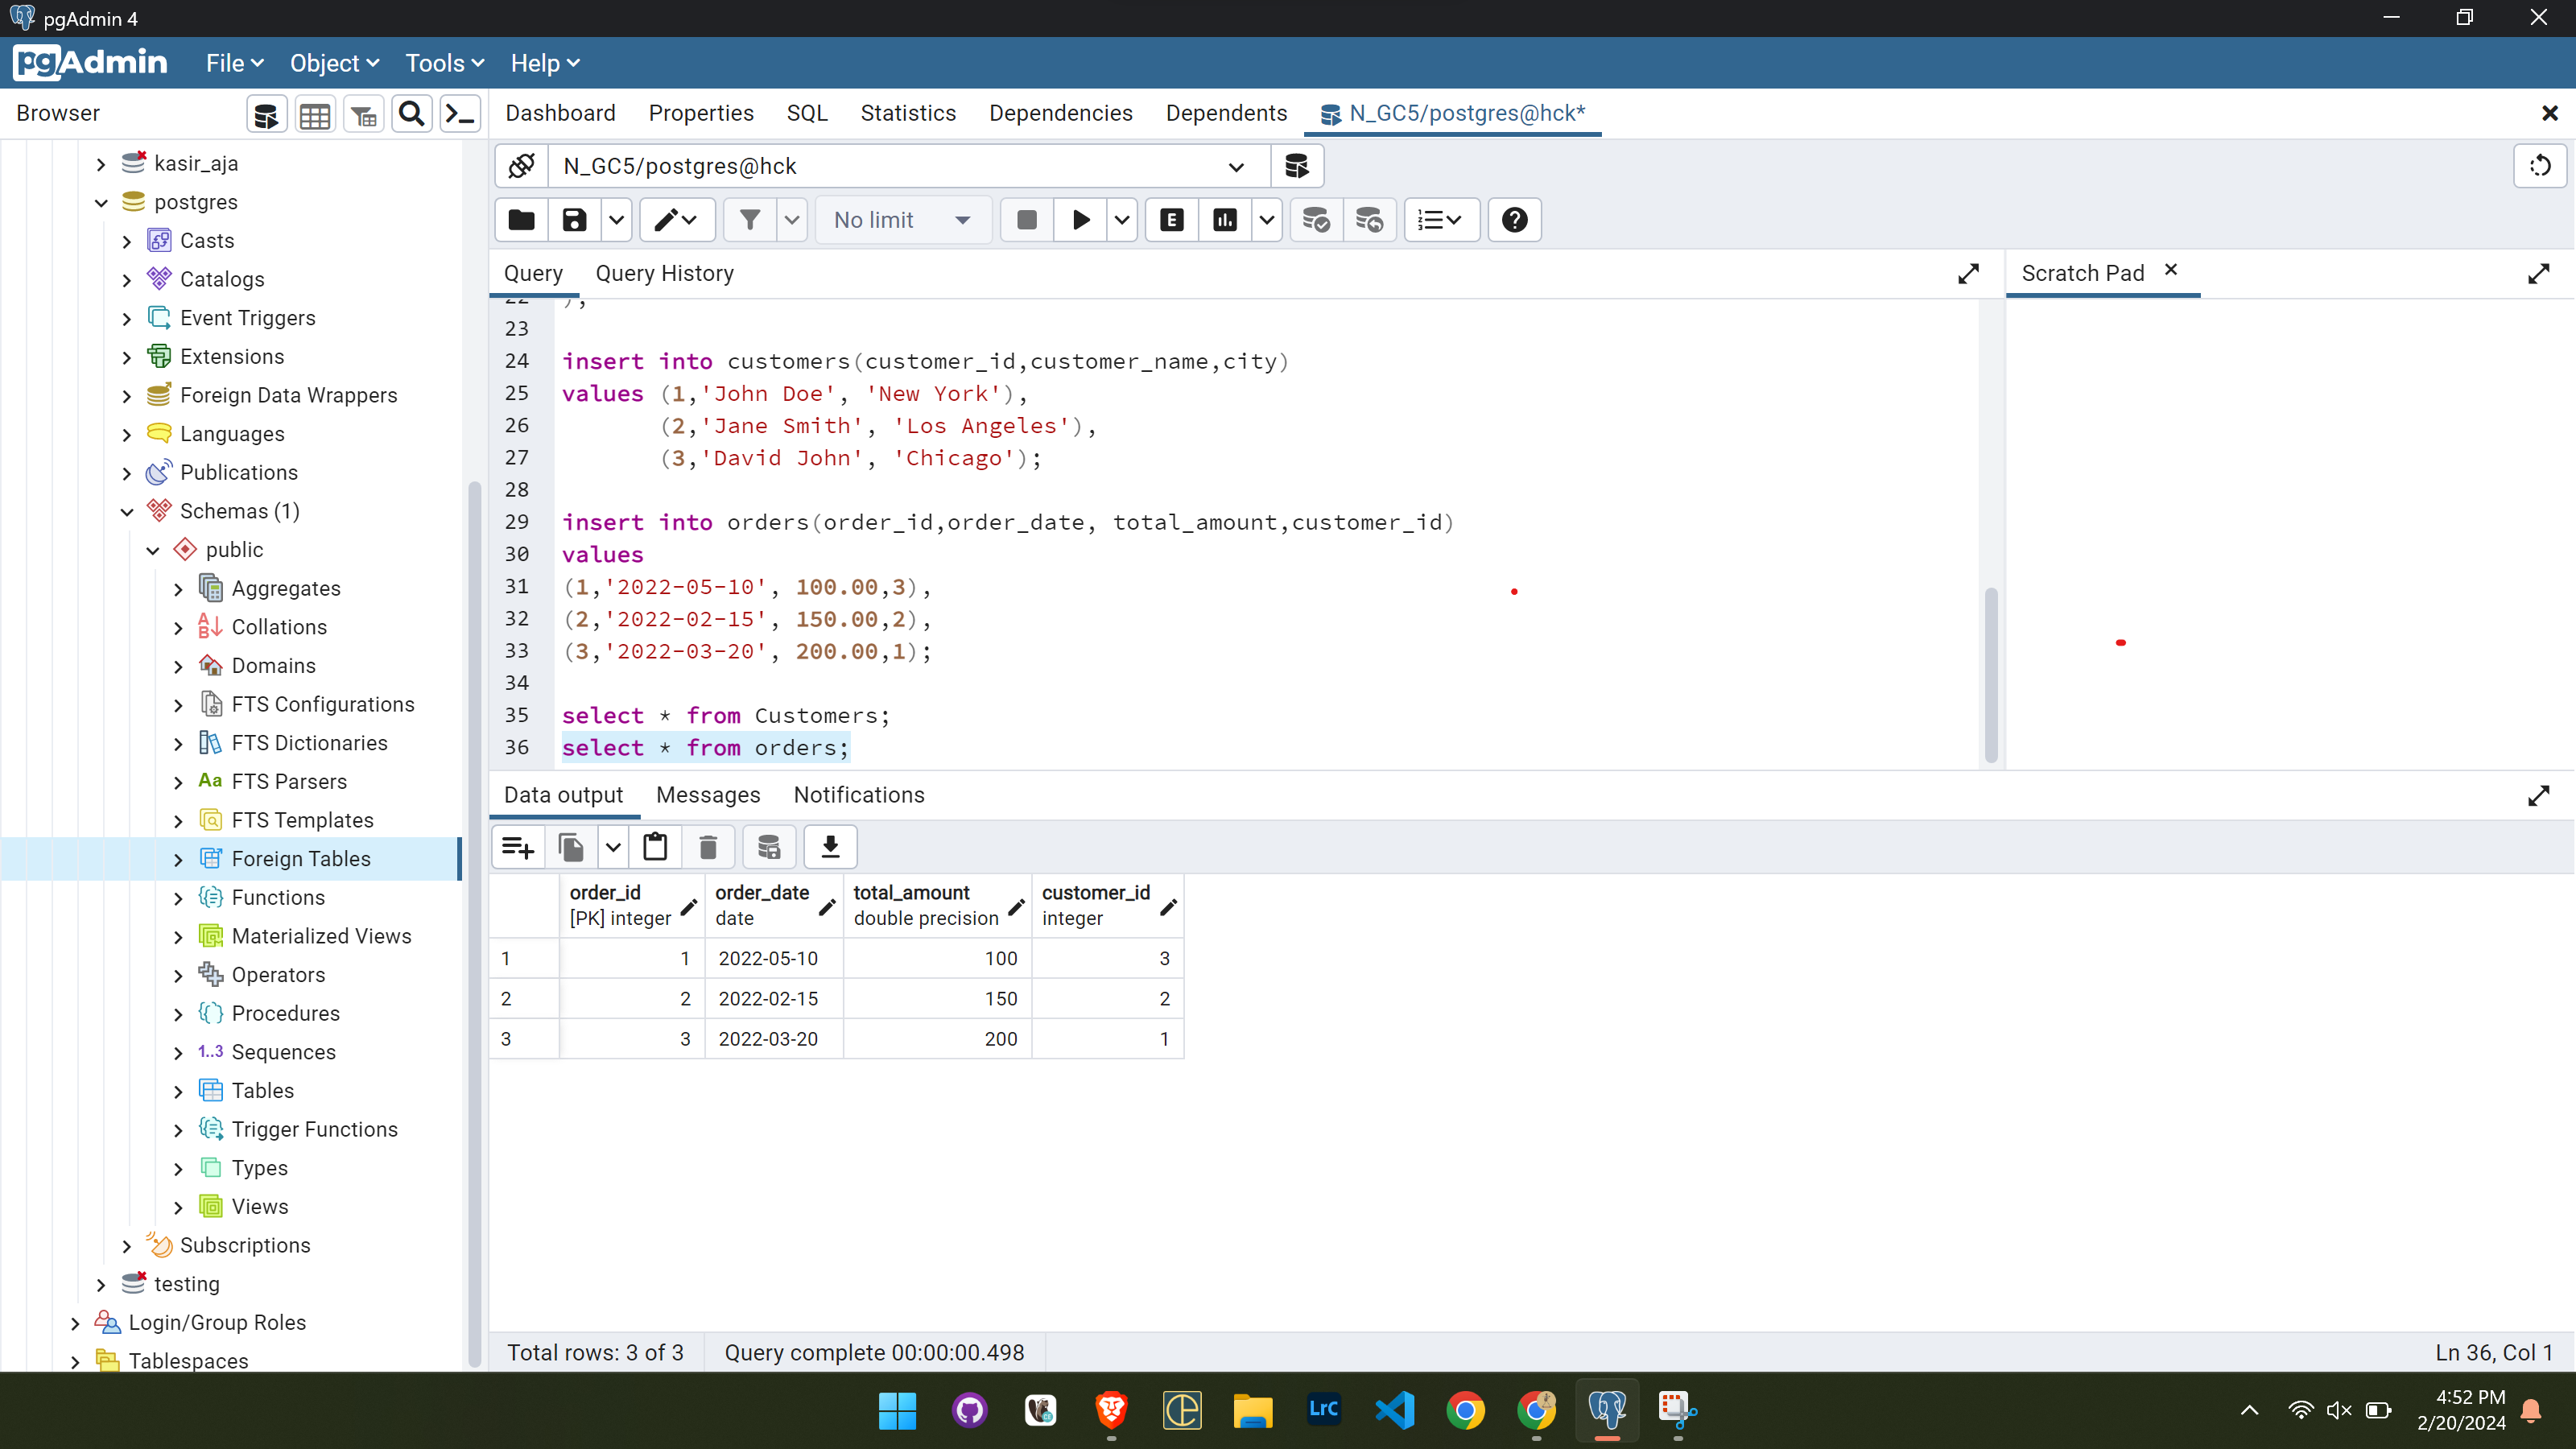 pgAdmin 4
pgAdmin File Object Tools Help
Browser
Dashboard Properties SQL Statistics Dependencies Dependents N_GC5/postgres@hck*
kasir_aja
postgres
Casts
Catalogs
Event Triggers
Extensions
Foreign Data Wrappers
Languages
Publications
Schemas (1)
public
Aggregates
Collations
Domains
FTS Configurations
FTS Dictionaries
Aa FTS Parsers
FTS Templates
Foreign Tables
Functions
Materialized Views
Operators
Procedures
1..3 Sequences
Tables
Trigger Functions
Types
Views
Subscriptions
testing
Login/Group Roles
Tablespaces
N_GC5/postgres@hck
No limit E
Query Query History
Scratch Pad
22 );
23
24 insert into customers(customer_id,customer_name,city)
25 values (1,'John Doe', 'New York'),
26 (2,'Jane Smith', 'Los Angeles'),
27 (3,'David John', 'Chicago');
28
29 insert into orders(order_id,order_date, total_amount,customer_id)
30 values
31 (1,'2022-05-10', 100.00,3),
32 (2,'2022-02-15', 150.00,2),
33 (3,'2022-03-20', 200.00,1);
34
35 select * from Customers;
36 select * from orders;
Data output Messages Notifications
order_id order_date total_amount customer_id
[PK] integer date double precision integer
1 1 2022-05-10 100 3
2 2 2022-02-15 150 2
3 3 2022-03-20 200 1
Total rows: 3 of 3 Query complete 00:00:00.498 Ln 36, Col 1
LrC
4:52 PM
2/20/2024